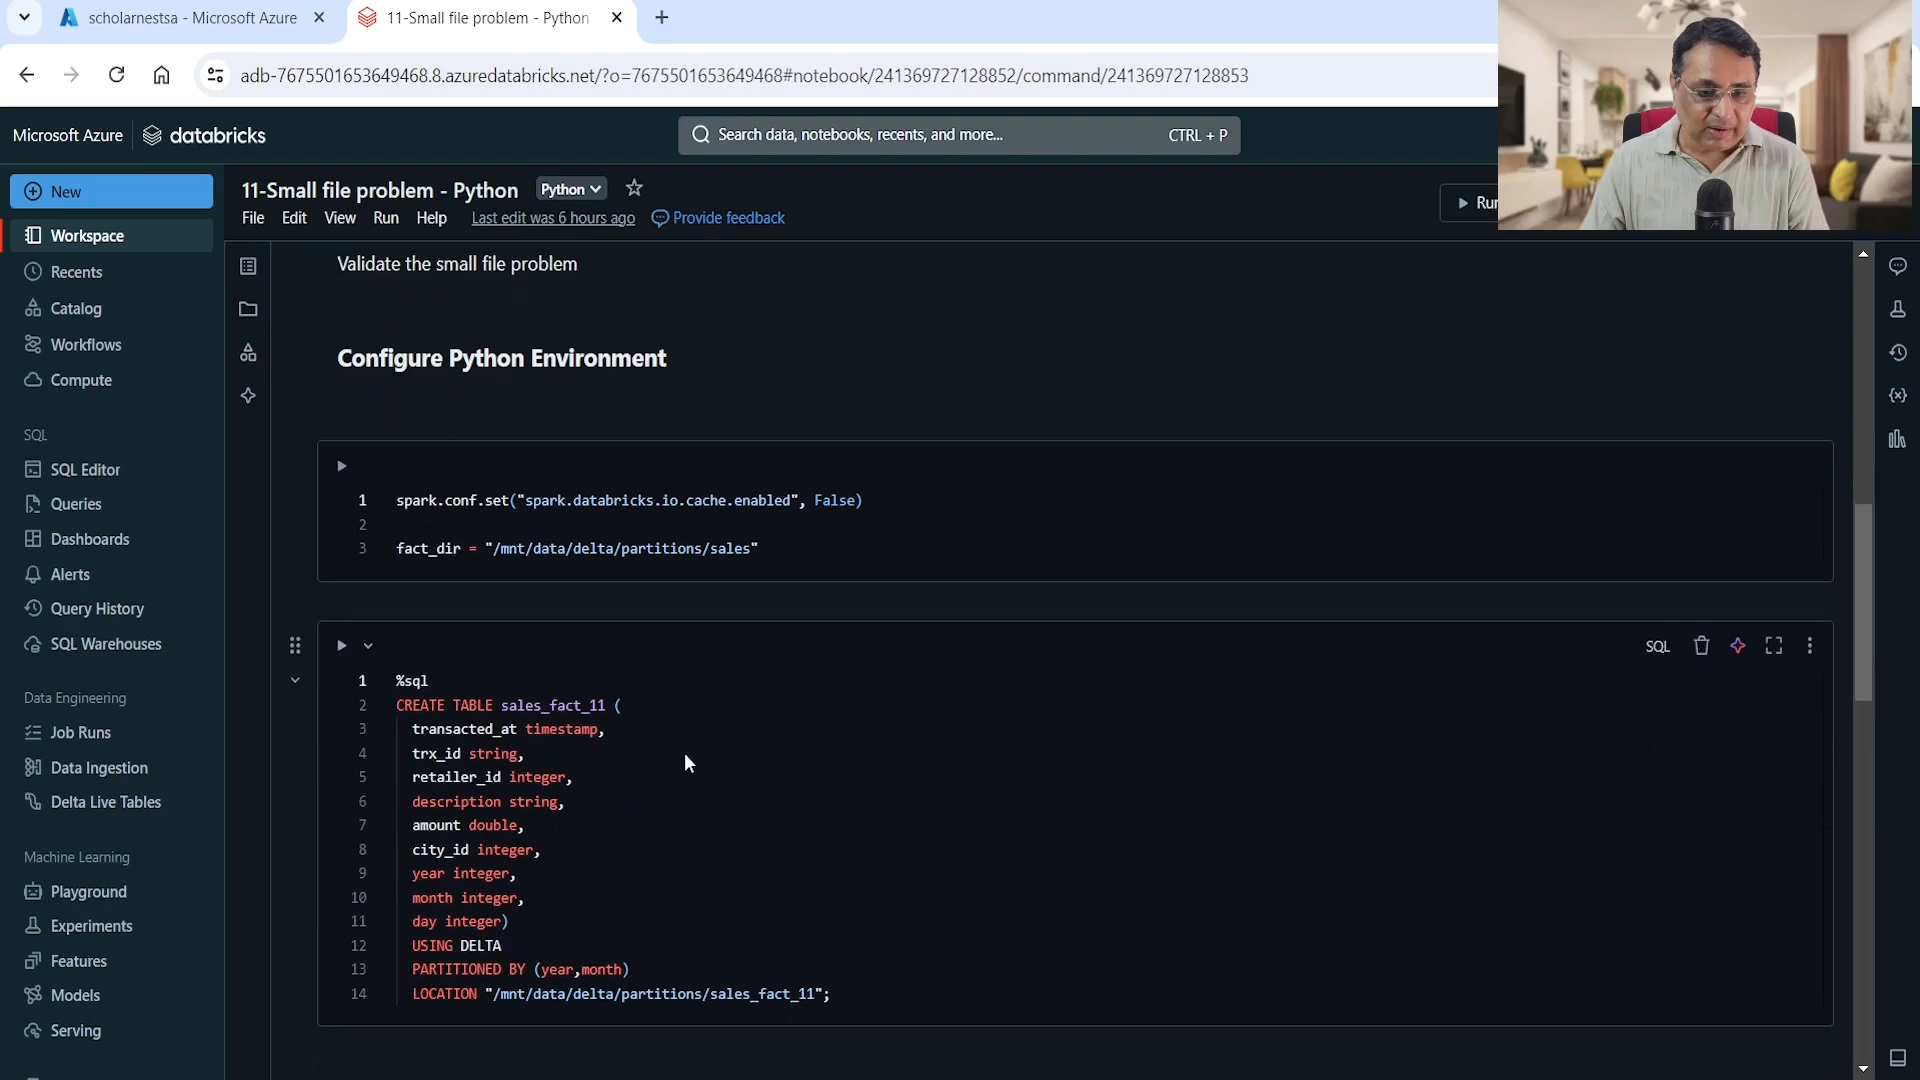 scholarnestsa - Microsoft Azure
11-Small file problem - Python
adb-7675501653649468.8.azuredatabricks.net/?o=7675501653649468#notebook/241369727128852/command/241369727128853
Microsoft Azure
databricks
Search data, notebooks, recents, and more...
CTRL + P
New
Workspace
Recents
Catalog
Workflows
Compute
SQL
SQL Editor
Queries
Dashboards
Alerts
Query History
SQL Warehouses
Data Engineering
Job Runs
Data Ingestion
Delta Live Tables
Machine Learning
Playground
Experiments
Features
Models
Serving
11-Small file problem - Python
Python
File Edit View Run Help Last edit was 6 hours ago Provide feedback
Validate the small file problem
Configure Python Environment
1 spark.conf.set("spark.databricks.io.cache.enabled", False)
2
3 fact_dir = "/mnt/data/delta/partitions/sales"
SQL
1 %sql
2 CREATE TABLE sales_fact_11 (
3 transacted_at timestamp,
4 trx_id string,
5 retailer_id integer,
6 description string,
7 amount double,
8 city_id integer,
9 year integer,
10 month integer,
11 day integer)
12 USING DELTA
13 PARTITIONED BY (year,month)
14 LOCATION "/mnt/data/delta/partitions/sales_fact_11";